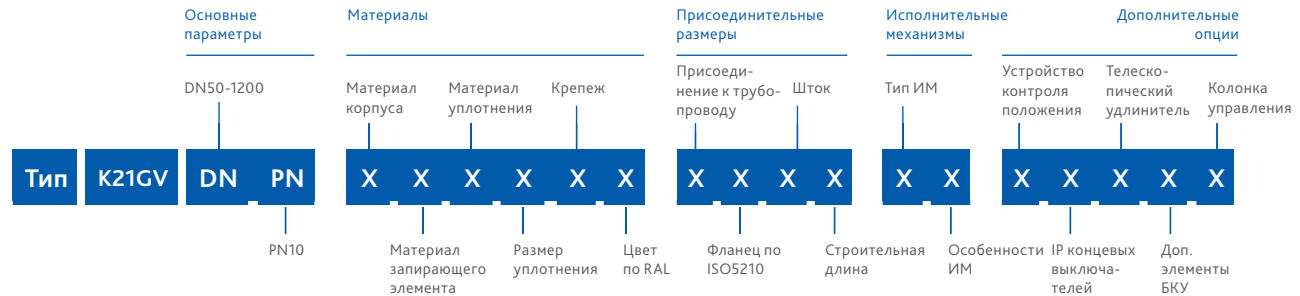 Основные
параметры
Материалы
Присоединительные
размеры
Исполнительные
механизмы
Дополнительные
опции
DN50-1200
Материал
корпуса
Материал
уплотнения
Крепеж
Присоеди-
нение к трубо-
проводу
Шток
Тип ИМ
Устройство
контроля
положения
Телеско-
пический
удлинитель
Колонка
управления
Тип K21GV DN PN X X X X X X X X X X X X X X X X X
PN10
Материал
запирающего
элемента
Размер
уплотнения
Цвет
по RAL
Фланец по
ISO5210
Строительная
длина
Особенности
ИМ
IP концевых
выключа-
телей
Доп.
элементы
БКУ